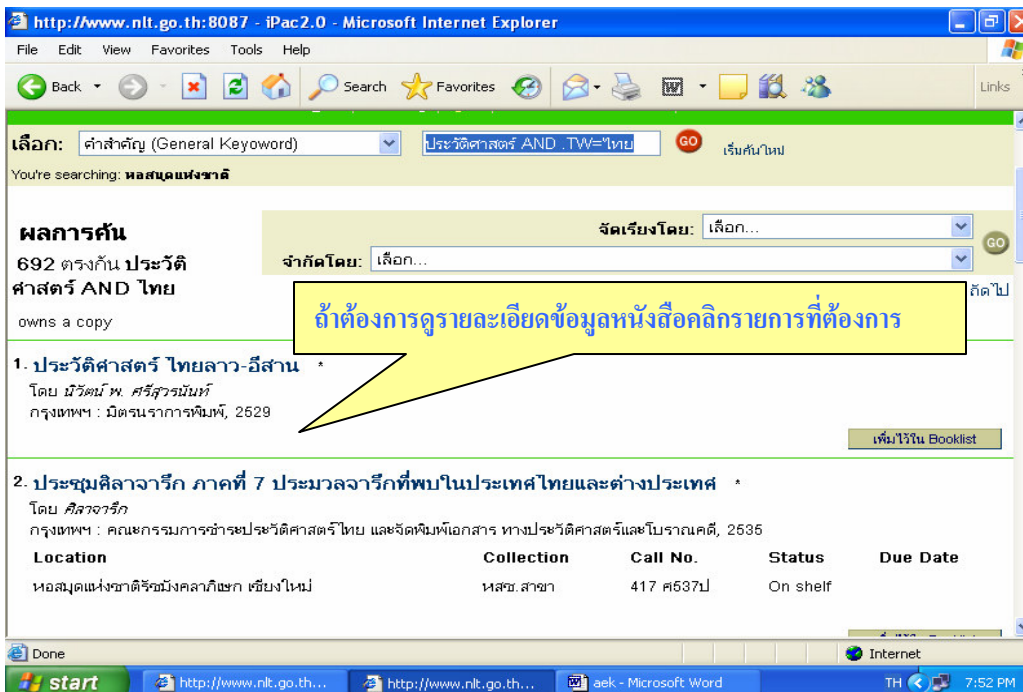 http://www.nlt.go.th:8087 - iPac2.0 - Microsoft Internet Explorer
File Edit View Favorites Tools Help
Back Search Favorites Links
เลือก: คำสำคัญ (General Keyoword) ประวัติศาสตร์ AND .TW="ไทย GO เริ่มค้นใหม่
You're searching: หอสมุดแห่งชาติ
ผลการค้น
จัดเรียงโดย: เลือก... GO
692 ตรงกัน ประวัติ
จำกัดโดย: เลือก...
ศาสตร์ AND ไทย
ถัดไป
ถ้าต้องการดูรายละเอียดข้อมูลหนังสือคลิกรายการที่ต้องการ
owns a copy
1. ประวัติศาสตร์ ไทยลาว-อีสาน *
โดย นิวัตน์ พ. ศรีสุวรนันท์
กรุงเทพฯ : มิตรนราการพิมพ์, 2529
เพิ่มไว้ใน Booklist
2. ประชุมศิลาจารึก ภาคที่ 7 ประมวลจารึกที่พบในประเทศไทยและต่างประเทศ *
โดย ศิลาจารึก
กรุงเทพฯ : คณะกรรมการชำระประวัติศาสตร์ไทย และจัดพิมพ์เอกสาร ทางประวัติศาสตร์และโบราณคดี, 2535
Location Collection Call No. Status Due Date
หอสมุดแห่งชาติรัชมังคลาภิเษก เชียงใหม่ หสช.สาขา 417 ศ537ป On shelf
Done Internet
start http://www.nlt.go.th... http://www.nlt.go.th... aek - Microsoft Word TH 7:52 PM